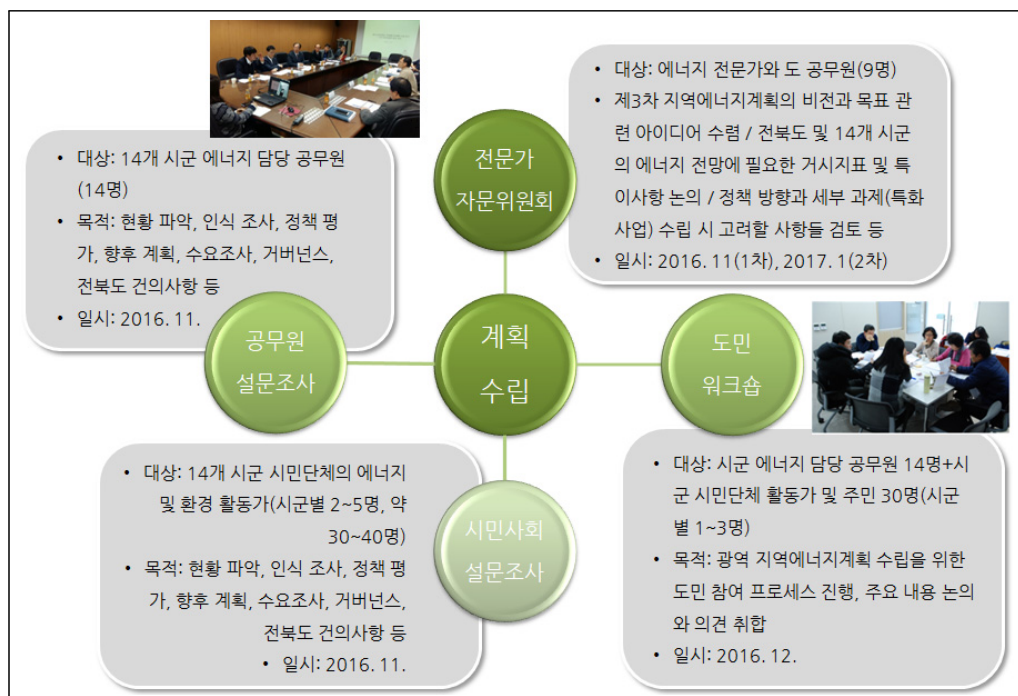 • 대상: 에너지 전문가와 도 공무원(9명)
• 제3차 지역에너지계획의 비전과 목표 관
련 아이디어 수렴 / 전북도 및 14개 시군
의 에너지 전망에 필요한 거시지표 및 특
이사항 논의 / 정책 방향과 세부 과제(특화
사업) 수립 시 고려할 사항들 검토 등
• 일시: 2016. 11(1차), 2017. 1(2차)
전문가
자문위원회
• 대상: 14개 시군 에너지 담당 공무원
(14명)
• 목적: 현황 파악, 인식 조사, 정책 평
가, 향후 계획, 수요조사, 거버넌스,
전북도 건의사항 등
• 일시: 2016. 11.
공무원
설문조사
계획
수립
도민
워크숍
• 대상: 14개 시군 시민단체의 에너지
및 환경 활동가(시군별 2~5명, 약
30~40명)
• 목적: 현황 파악, 인식 조사, 정책 평
가, 향후 계획, 수요조사, 거버넌스,
전북도 건의사항 등
• 일시: 2016. 11.
시민사회
설문조사
• 대상: 시군 에너지 담당 공무원 14명+시
군 시민단체 활동가 및 주민 30명(시군
별 1~3명)
• 목적: 광역 지역에너지계획 수립을 위한
도민 참여 프로세스 진행, 주요 내용 논의
와 의견 취합
• 일시: 2016. 12.